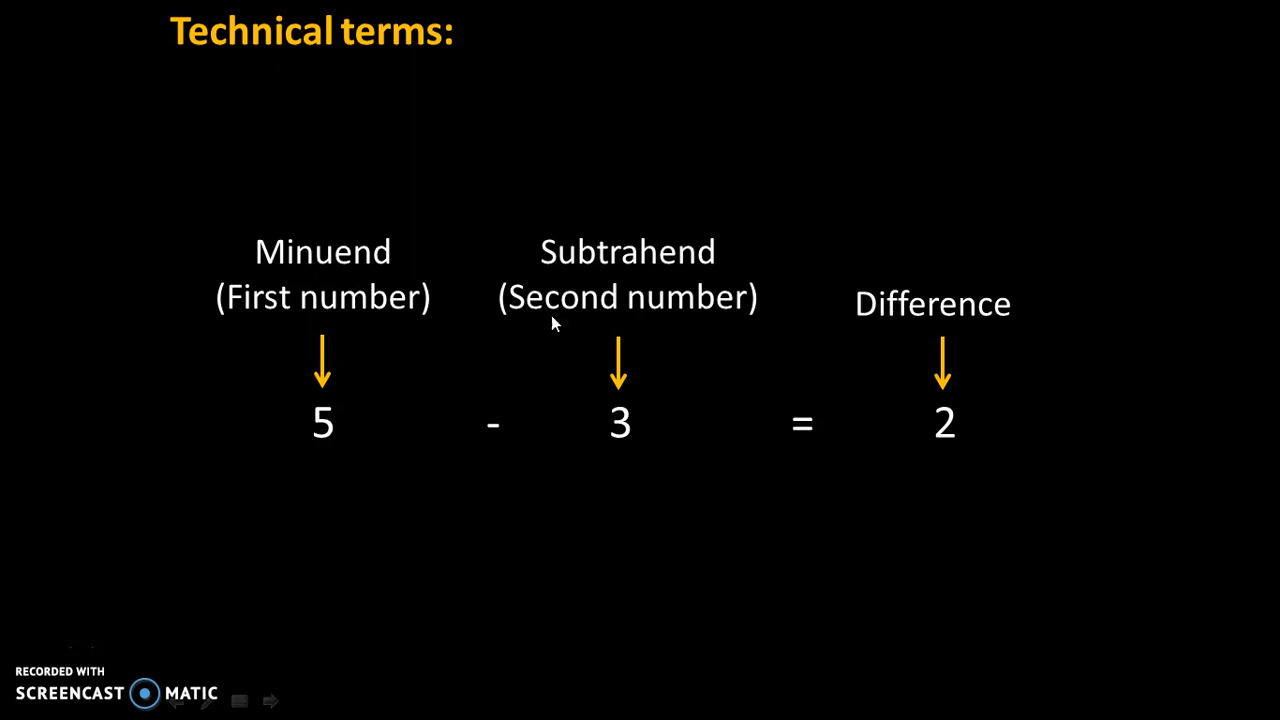 Technical terms:
Minuend
(First number)
Subtrahend
(Second number)
Difference
5 - 3 = 2
RECORDED WITH
SCREENCAST MATIC